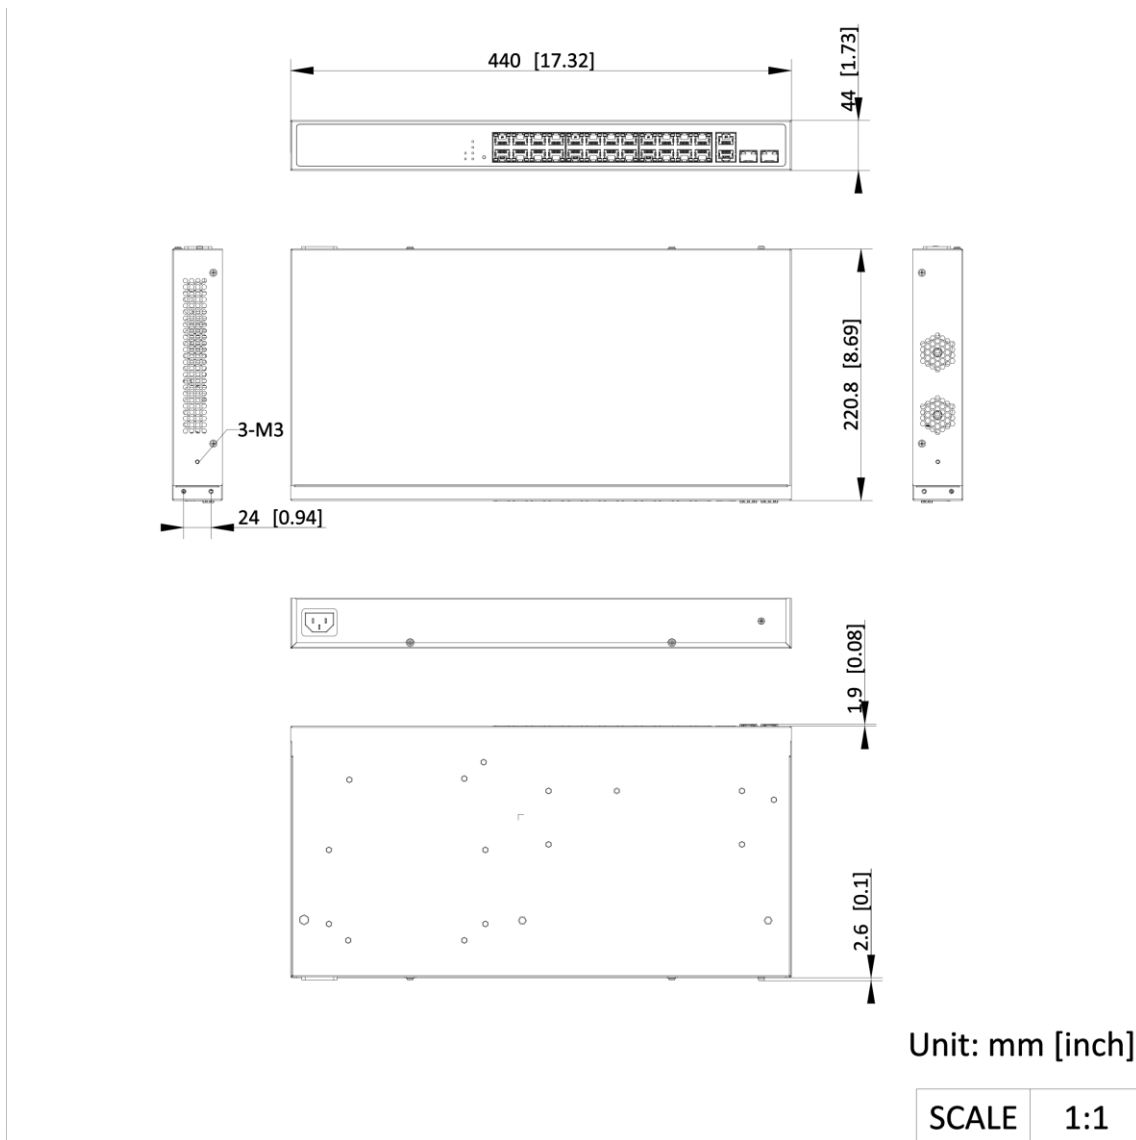 440 [17.32]
44 [1.73]
220.8 [8.69]
3-M3
24 [0.94]
1.9 [0.08]
2.6 [0.1]
Unit: mm [inch]
SCALE 1:1